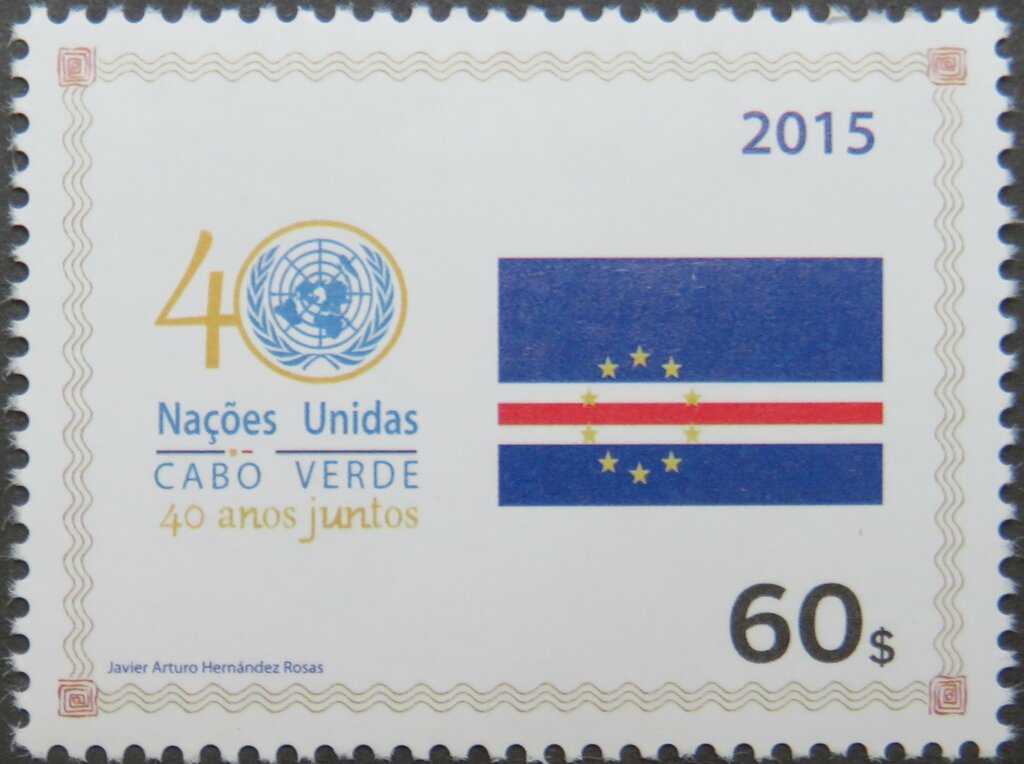 2015
40
Nações Unidas
CABO VERDE
40 anos juntos
60$
Javier Arturo Hernández Rosas